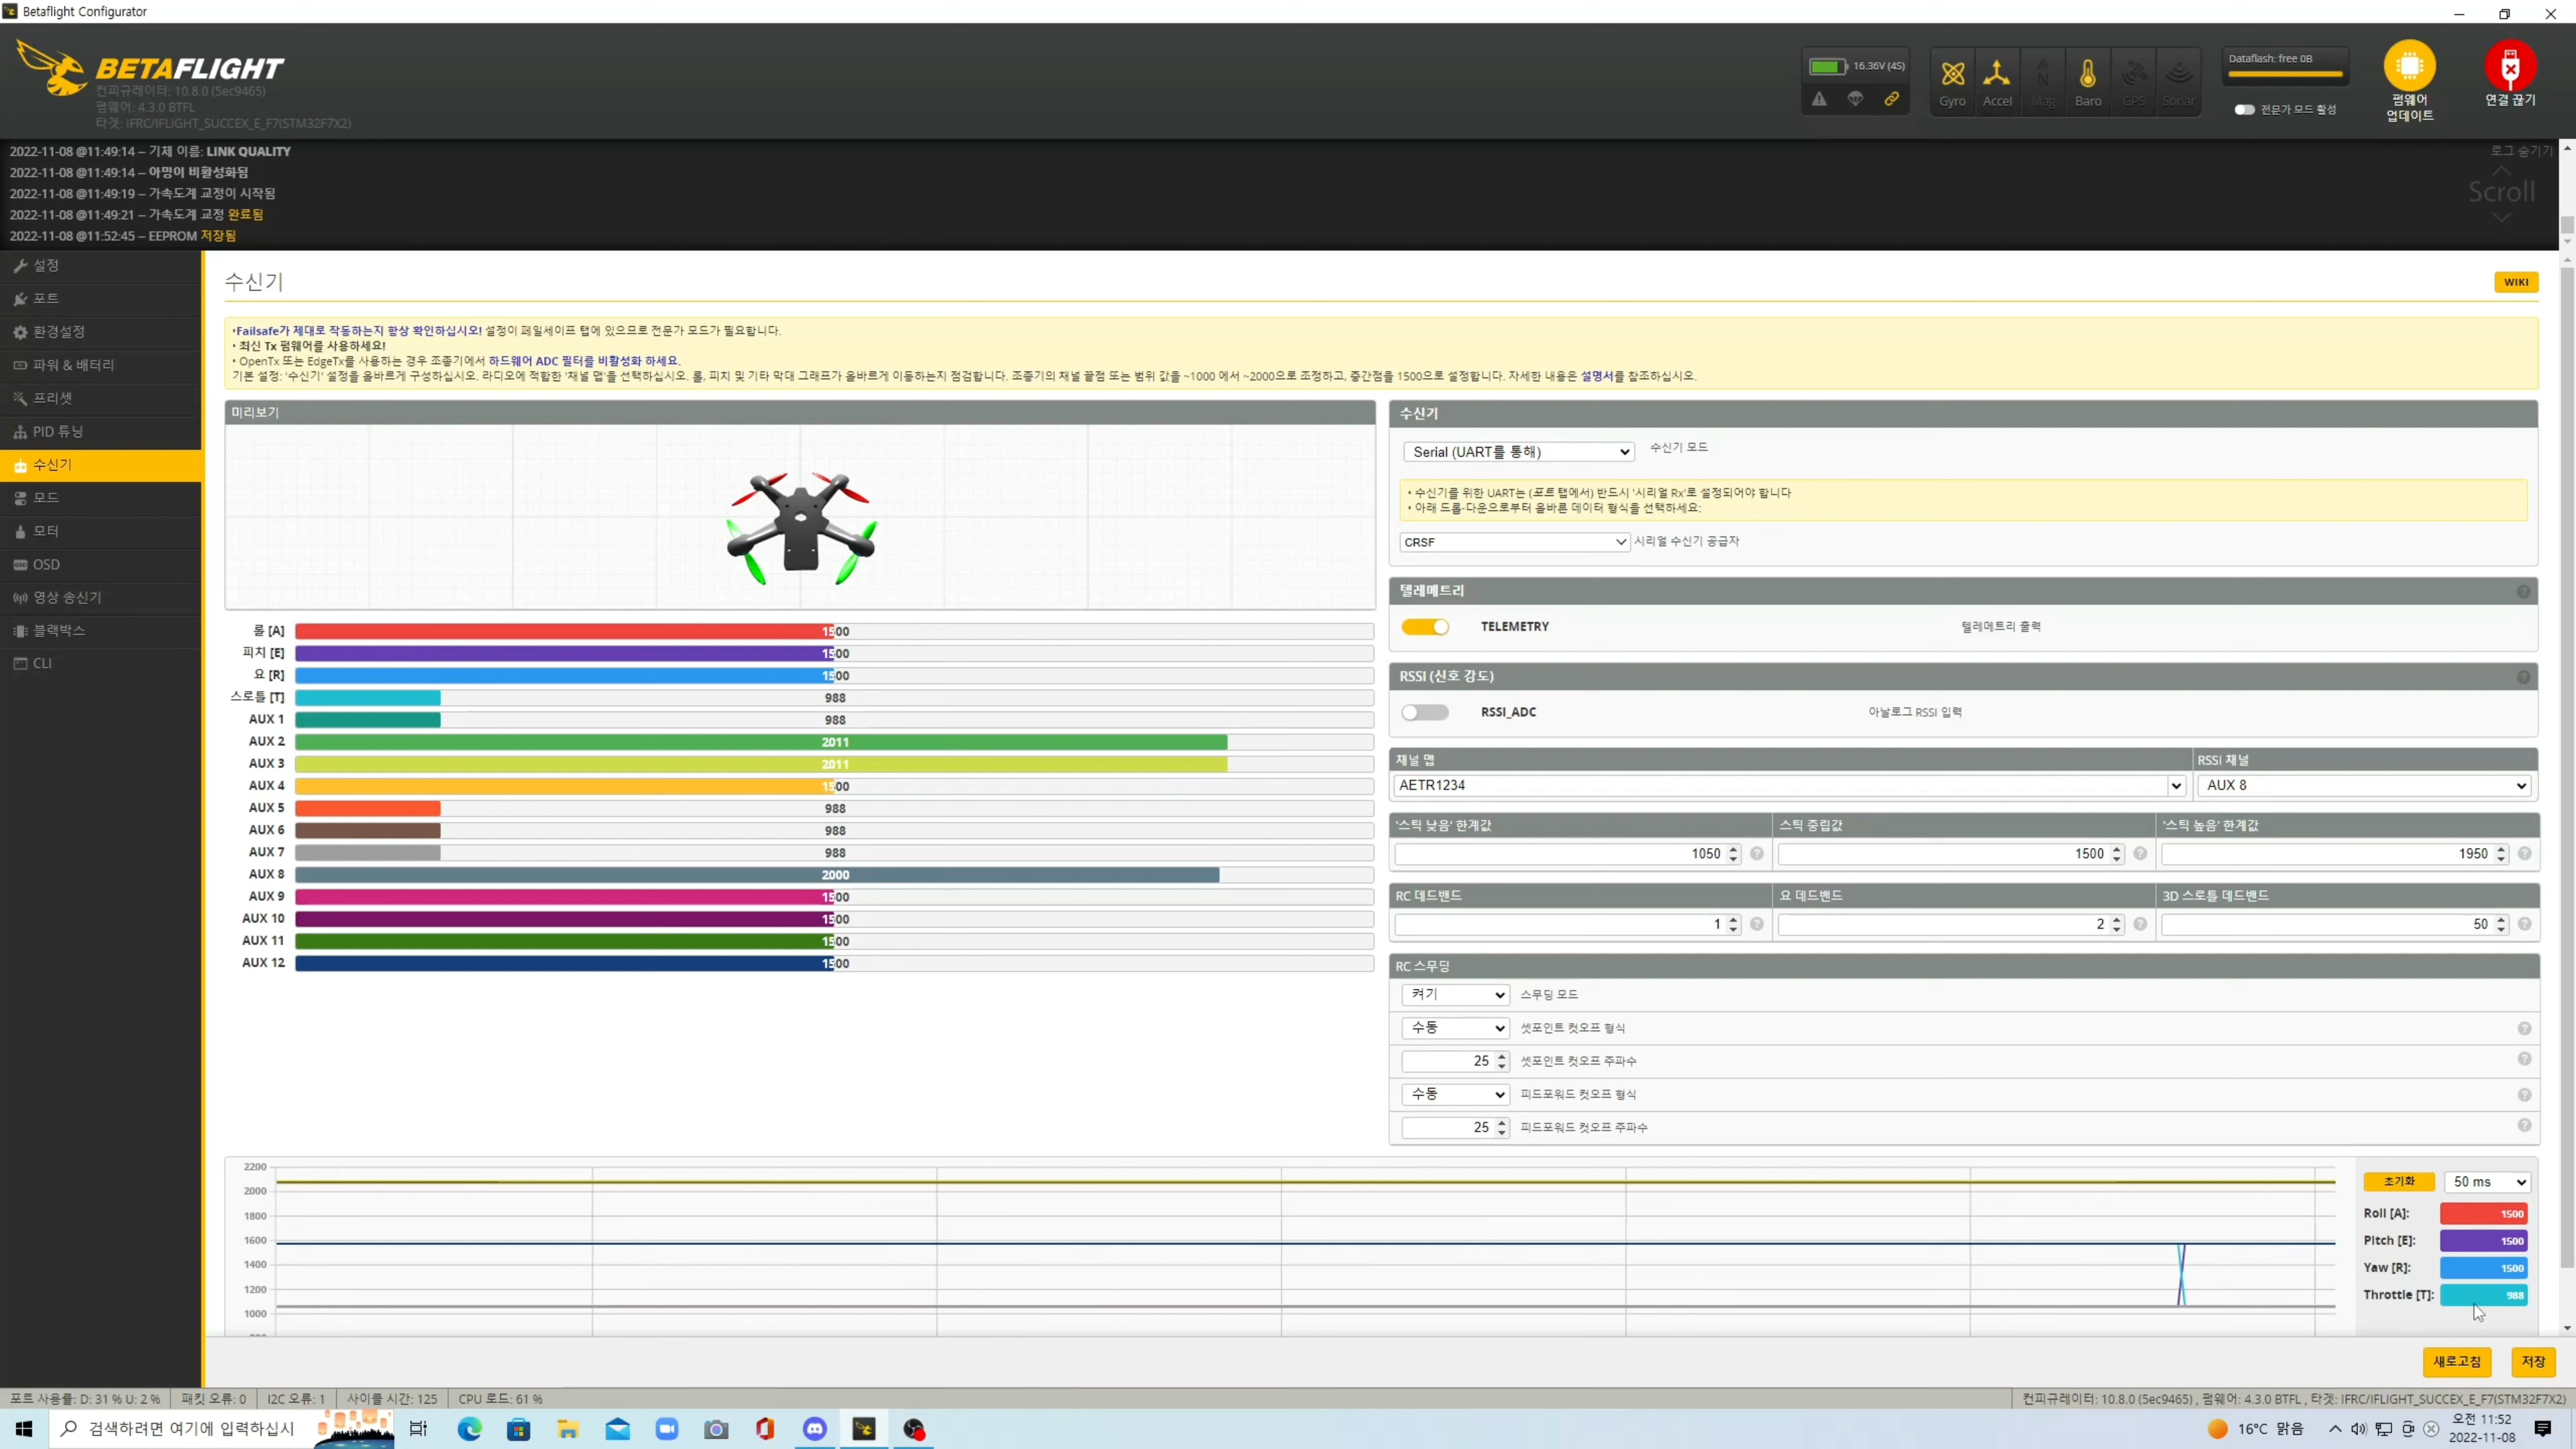 Betaflight Configurator
BETAFLIGHT
컨피규레이터: 10.8.0 (5ec9465)
펌웨어: 4.3.0 BTFL
타겟: IFRC/IFLIGHT_SUCCEX_E_F7(STM32F7X2)
16.36V (4S)
Gyro
Accel
Mag
Baro
GPS
Sonar
Dataflash: free 0B
전문가 모드 활성
펌웨어
업데이트
연결 끊기
2022-11-08 @11:49:14 -- 기체 이름: LINK QUALITY
2022-11-08 @11:49:14 -- 아밍이 비활성화됨
2022-11-08 @11:49:19 -- 가속도계 교정이 시작됨
2022-11-08 @11:49:21 -- 가속도계 교정 완료됨
2022-11-08 @11:52:45 -- EEPROM 저장됨
로그 숨기기
Scroll
설정
포트
환경설정
파워 & 배터리
프리셋
PID 튜닝
수신기
모드
모터
OSD
영상 송신기
블랙박스
CLI
수신기
WIKI
•Failsafe가 제대로 작동하는지 항상 확인하십시오! 설정이 페일세이프 탭에 있으므로 전문가 모드가 필요합니다.
• 최신 Tx 펌웨어를 사용하세요!
• OpenTx 또는 EdgeTx를 사용하는 경우 조종기에서 하드웨어 ADC 필터를 비활성화 하세요.
기본 설정: '수신기' 설정을 올바르게 구성하십시오. 라디오에 적합한 '채널 맵'을 선택하십시오. 롤, 피치 및 기타 막대 그래프가 올바르게 이동하는지 점검합니다. 조종기의 채널 끝점 또는 범위 값을 ~1000 에서 ~2000으로 조정하고, 중간점을 1500으로 설정합니다. 자세한 내용은 설명서를 참조하십시오.
미리보기
롤 [A] 1500
피치 [E] 1500
요 [R] 1500
스로틀 [T] 988
AUX 1 988
AUX 2 2011
AUX 3 2011
AUX 4 1500
AUX 5 988
AUX 6 988
AUX 7 988
AUX 8 2000
AUX 9 1500
AUX 10 1500
AUX 11 1500
AUX 12 1500
수신기
Serial (UART를 통해) 수신기 모드
• 수신기를 위한 UART는 (포트 탭에서) 반드시 '시리얼 Rx'로 설정되어야 합니다
• 아래 드롭-다운으로부터 올바른 데이터 형식을 선택하세요:
CRSF 시리얼 수신기 공급자
텔레메트리
TELEMETRY 텔레메트리 출력
RSSI (신호 강도)
RSSI_ADC 아날로그 RSSI 입력
채널 맵 RSSI 채널
AETR1234 AUX 8
'스틱 낮음' 한계값 스틱 중립값 '스틱 높음' 한계값
1050 1500 1950
RC 데드밴드 요 데드밴드 3D 스로틀 데드밴드
1 2 50
RC 스무딩
켜기 스무딩 모드
수동 셋포인트 컷오프 형식
25 셋포인트 컷오프 주파수
수동 피드포워드 컷오프 형식
25 피드포워드 컷오프 주파수
2200
2000
1800
1600
1400
1200
1000
초기화 50 ms
Roll [A]: 1500
Pitch [E]: 1500
Yaw [R]: 1500
Throttle [T]: 988
새로고침 저장
포트 사용률: D: 31 % U: 2 % 패킷 오류: 0 I2C 오류: 1 사이클 시간: 125 CPU 로드: 61 %
컨피규레이터: 10.8.0 (5ec9465) , 펌웨어: 4.3.0 BTFL , 타겟: IFRC/IFLIGHT_SUCCEX_E_F7(STM32F7X2)
검색하려면 여기에 입력하십시
16°C 맑음
오전 11:52
2022-11-08